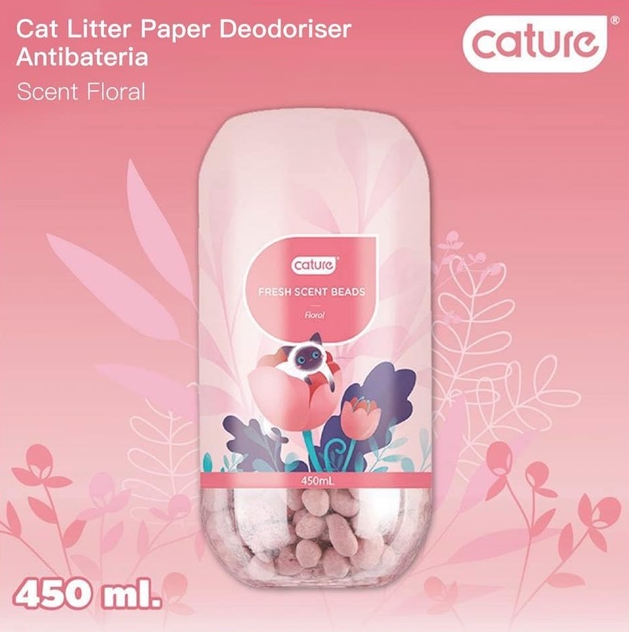 Cat Litter Paper Deodoriser
Antibateria
Scent Floral
cature®
cature®
FRESH SCENT BEADS
Floral
450mL
450 ml.